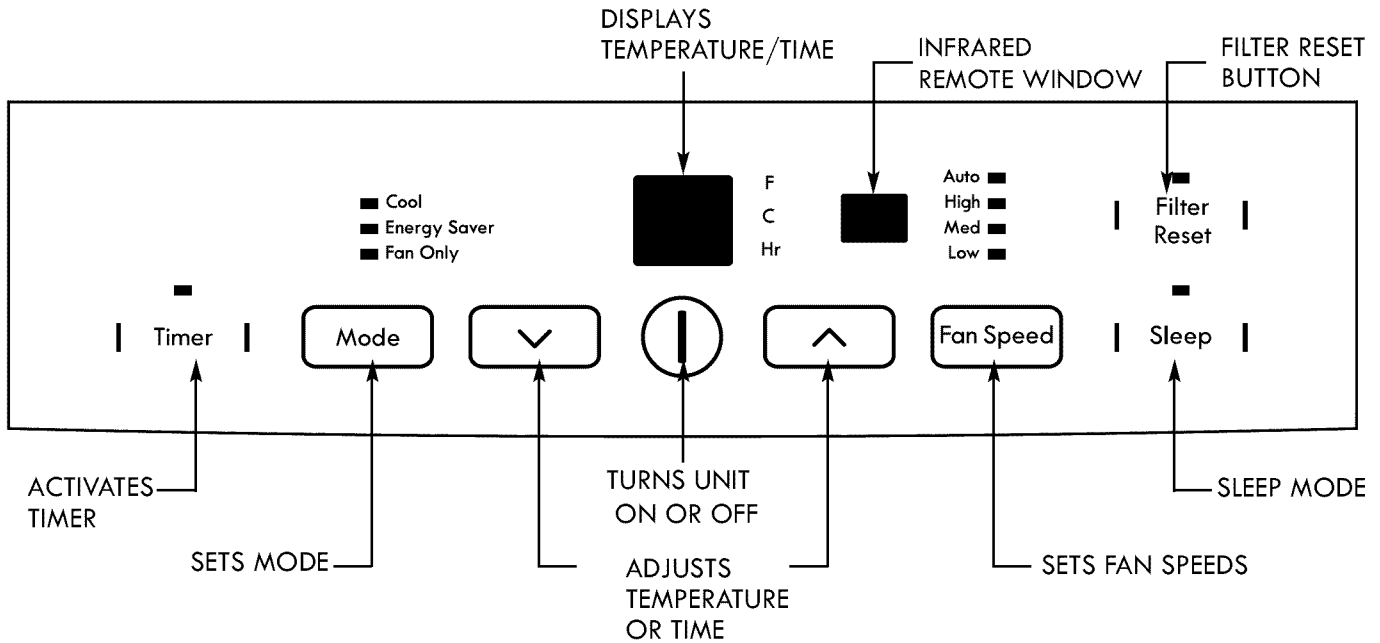 DISPLAYS
TEMPERATURE/TIME
INFRARED
REMOTE WINDOW
FILTER RESET
BUTTON
Cool
Energy Saver
Fan Only
F
C
Hr
Auto
High
Med
Low
Filter
Reset
Timer
Mode
Fan Speed
Sleep
ACTIVATES
TIMER
SETS MODE
TURNS UNIT
ON OR OFF
ADJUSTS
TEMPERATURE
OR TIME
SETS FAN SPEEDS
SLEEP MODE